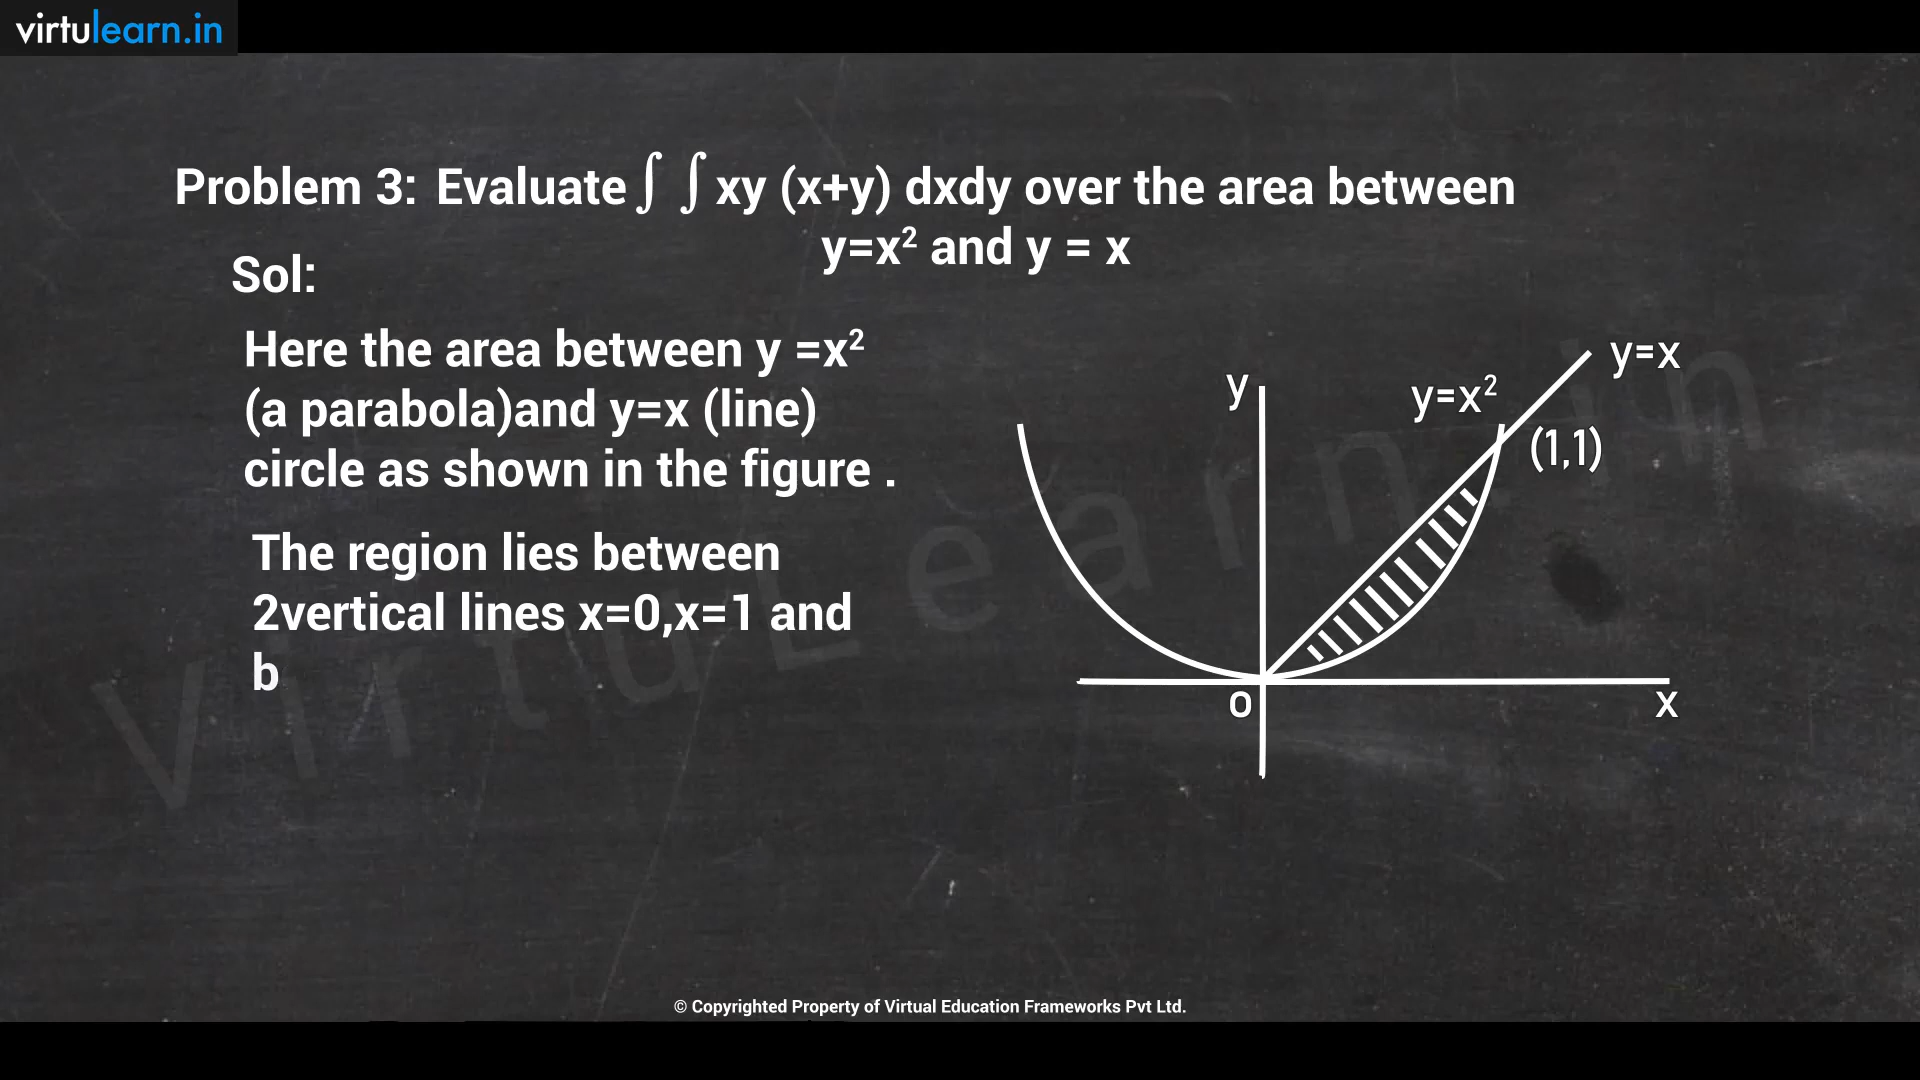 virtulearn.in
Problem 3: Evaluate ∫ ∫ xy (x+y) dxdy over the area between
y=x² and y = x
Sol:
Here the area between y =x²
(a parabola)and y=x (line)
circle as shown in the figure .
The region lies between
2vertical lines x=0,x=1 and
b
y=x
y
y=x²
(1,1)
o
x
VirtuLearn.in
© Copyrighted Property of Virtual Education Frameworks Pvt Ltd.